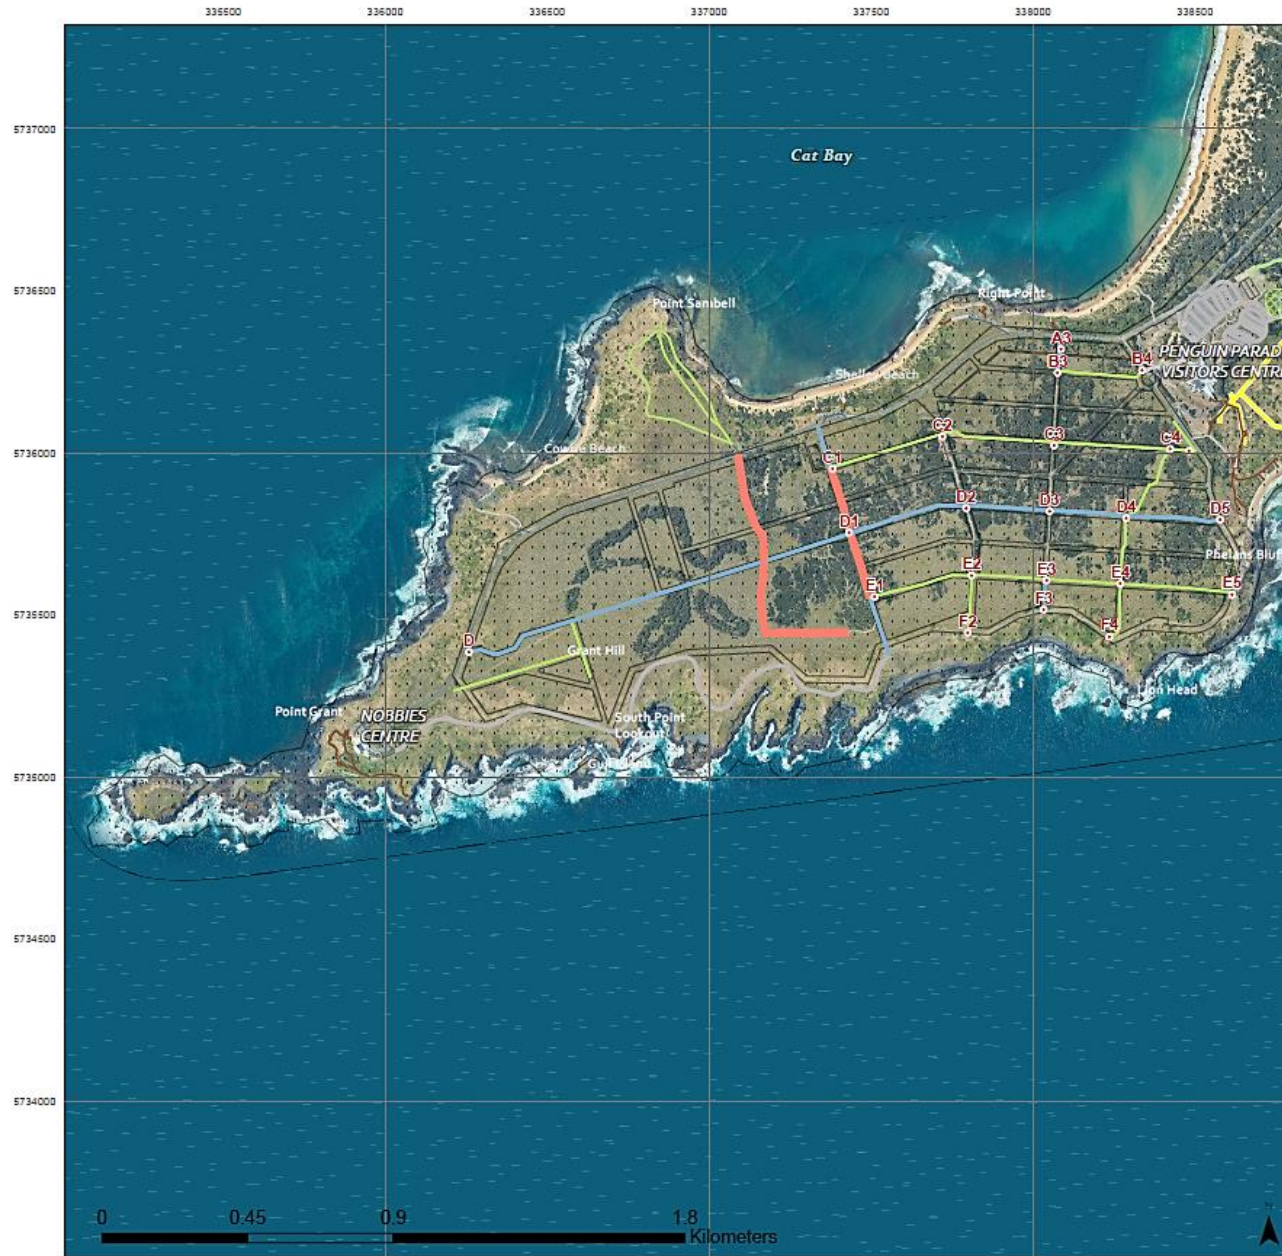 335500 336000 336500 337000 337500 338000 338500
5737000
Cat Bay
5736500
Point Sambell
Right Point
A3
B3
B4
PENGUIN PARAD
VISITORS CENTRE
Shelley Beach
C2
C3
C4
5736000
Cowrie Beach
C1
D2
D3
D4
D5
D1
Phelans Bluf
5735500
E1
E2
E3
E4
E5
F2
F3
F4
D
Grant Hill
Lion Head
Point Grant
NOBBIES
CENTRE
South Point
Lookout
5735000
5734500
5734000
0 0.45 0.9 1.8
Kilometers
N